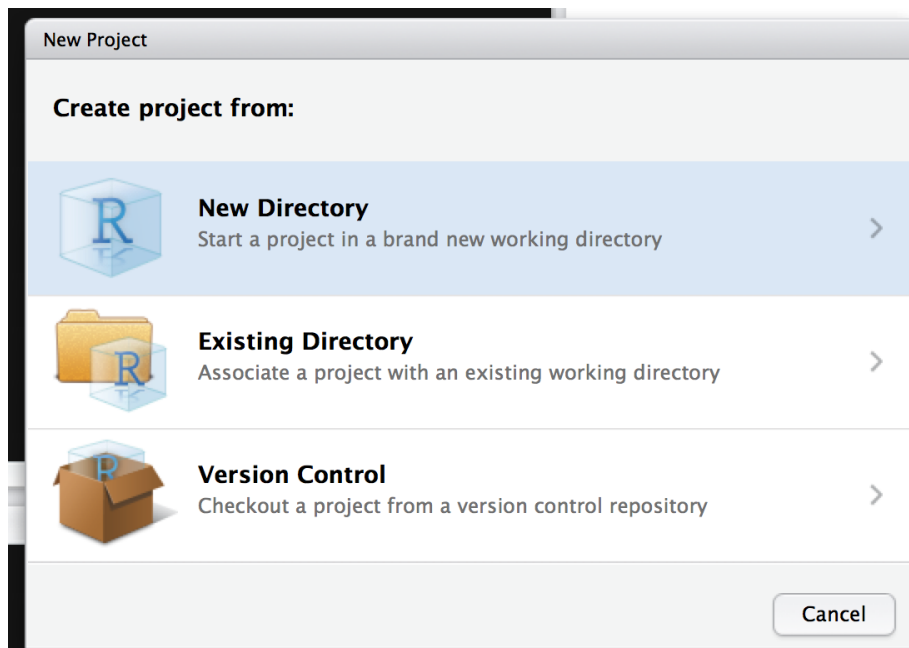 New Project
Create project from:
R
New Directory
Start a project in a brand new working directory
R
Existing Directory
Associate a project with an existing working directory
R
Version Control
Checkout a project from a version control repository
Cancel